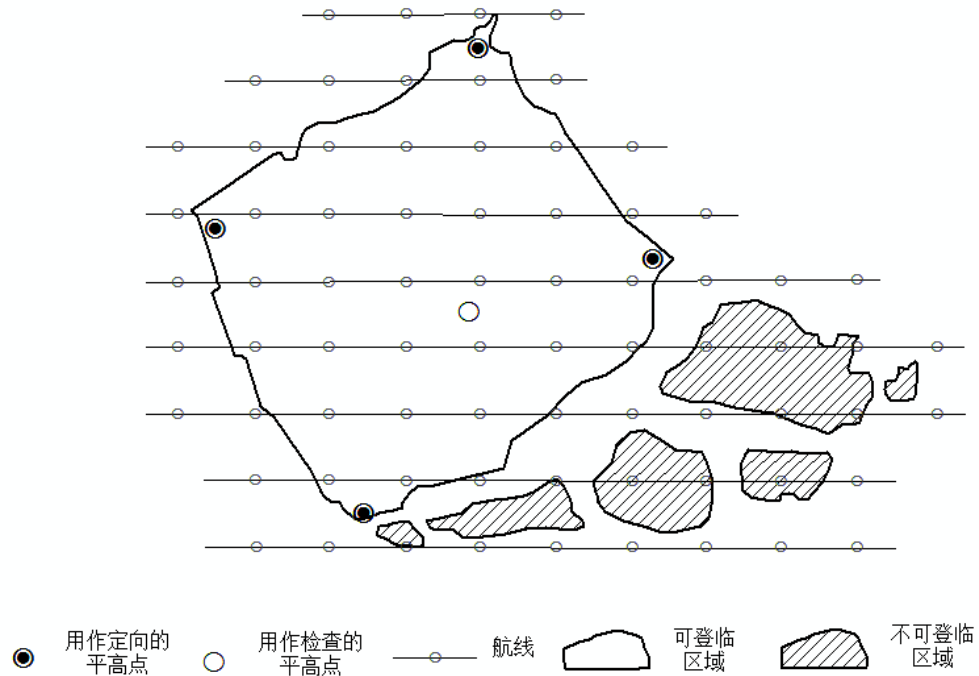 用作定向的
平高点
用作检查的
平高点
航线
可登临
区域
不可登临
区域